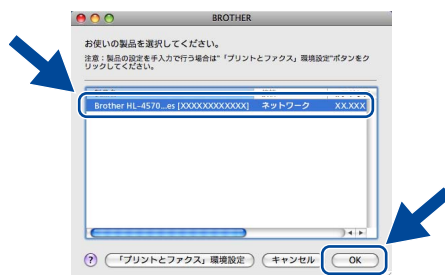 BROTHER
お使いの製品を選択してください。
注意：製品の設定を手入力で行う場合は"「プリントとファクス」環境設定"ボタンをク
リックしてください。
Brother HL-4570...es [XXXXXXXXXXXX] ネットワーク XX.XXX
? 「プリントとファクス」環境設定 キャンセル OK